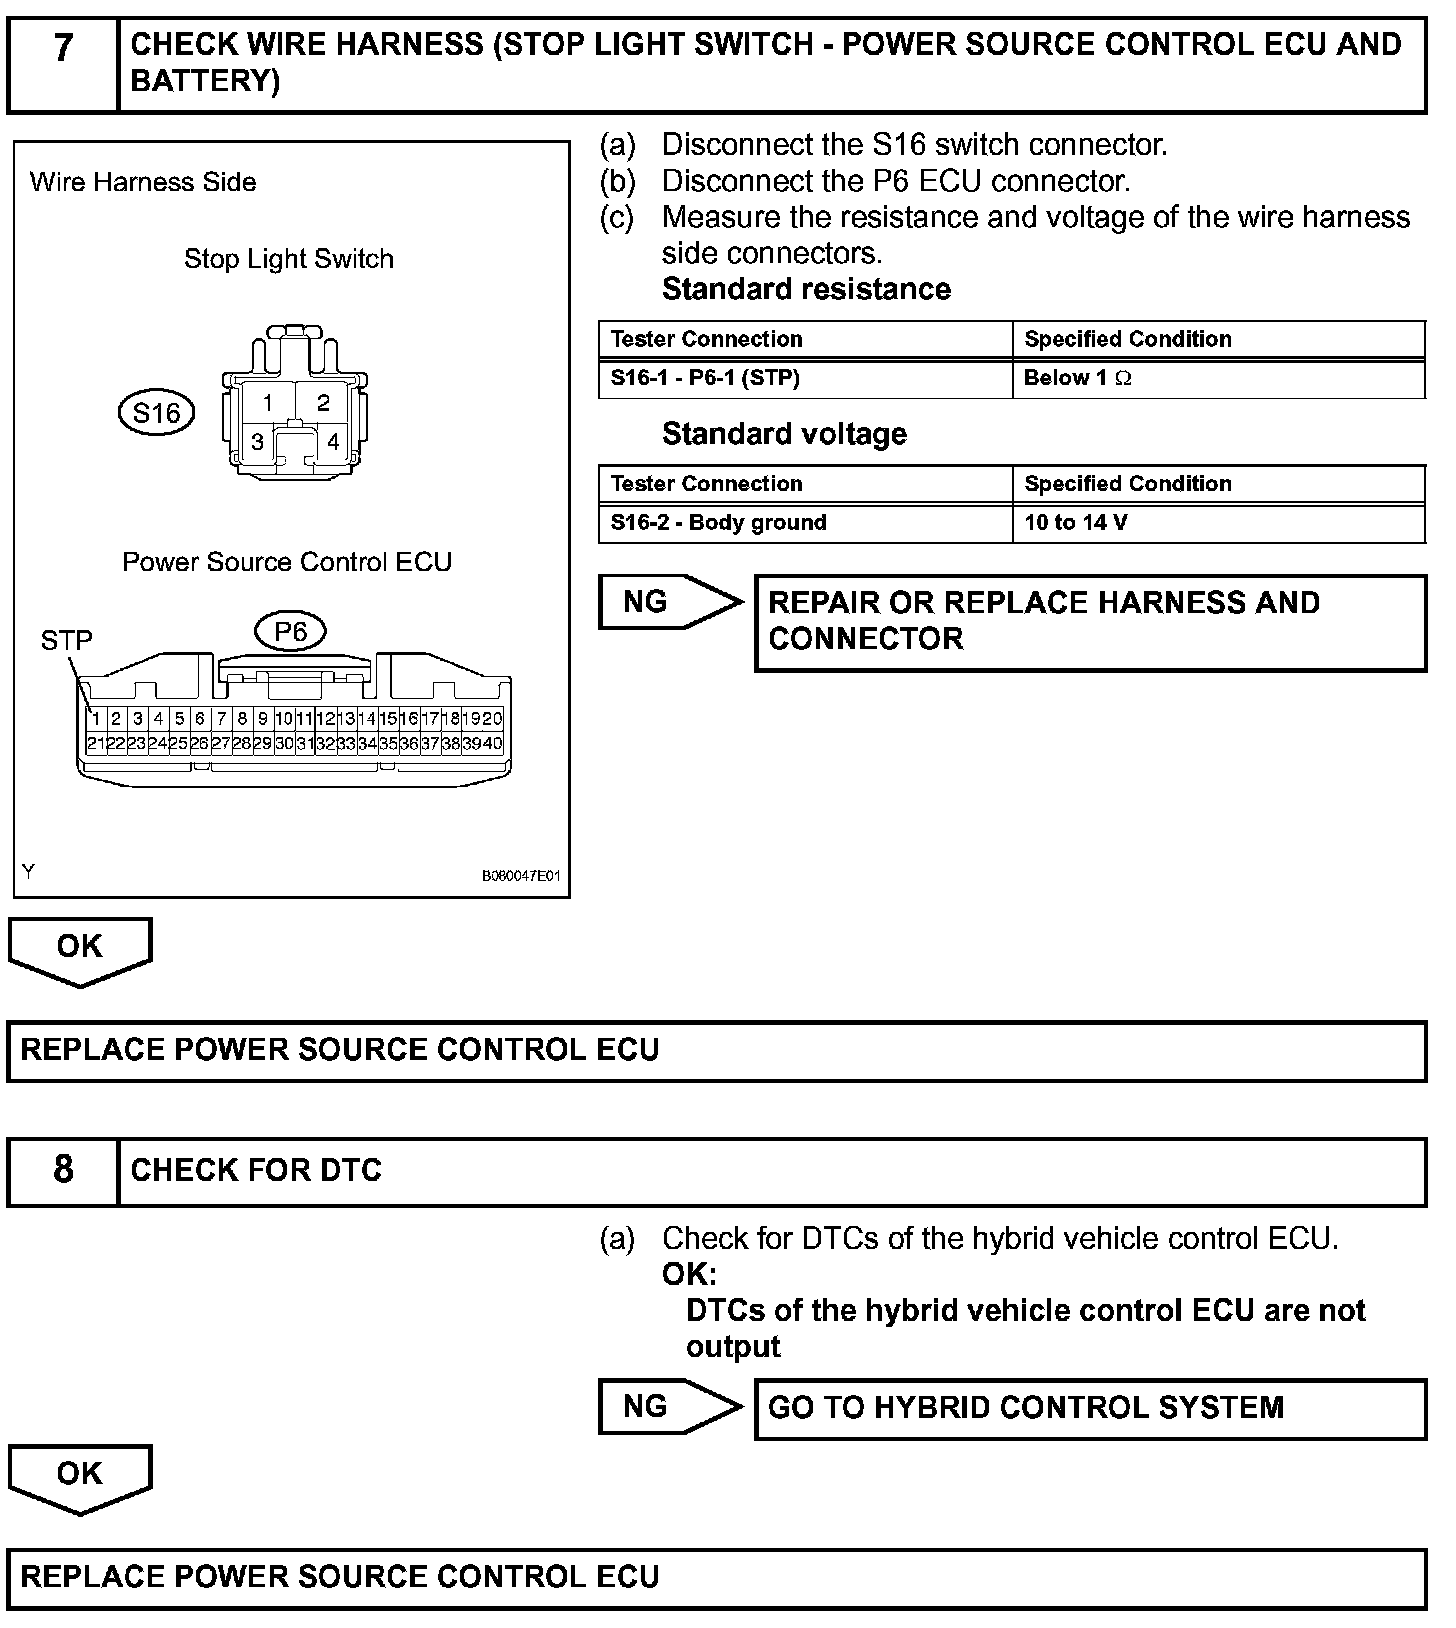 7
CHECK WIRE HARNESS (STOP LIGHT SWITCH - POWER SOURCE CONTROL ECU AND
BATTERY)
Wire Harness Side
Stop Light Switch
S16
1 2
3 4
Power Source Control ECU
STP
P6
1 2 3 4 5 6 7 8 9 10 11 12 13 14 15 16 17 18 19 20
21 22 23 24 25 26 27 28 29 30 31 32 33 34 35 36 37 38 39 40
Y
B060047E01
(a) Disconnect the S16 switch connector.
(b) Disconnect the P6 ECU connector.
(c) Measure the resistance and voltage of the wire harness
side connectors.
Standard resistance
Tester Connection Specified Condition
S16-1 - P6-1 (STP) Below 1 Ω
Standard voltage
Tester Connection Specified Condition
S16-2 - Body ground 10 to 14 V
NG
REPAIR OR REPLACE HARNESS AND
CONNECTOR
OK
REPLACE POWER SOURCE CONTROL ECU
8
CHECK FOR DTC
(a) Check for DTCs of the hybrid vehicle control ECU.
OK:
DTCs of the hybrid vehicle control ECU are not
output
NG
GO TO HYBRID CONTROL SYSTEM
OK
REPLACE POWER SOURCE CONTROL ECU